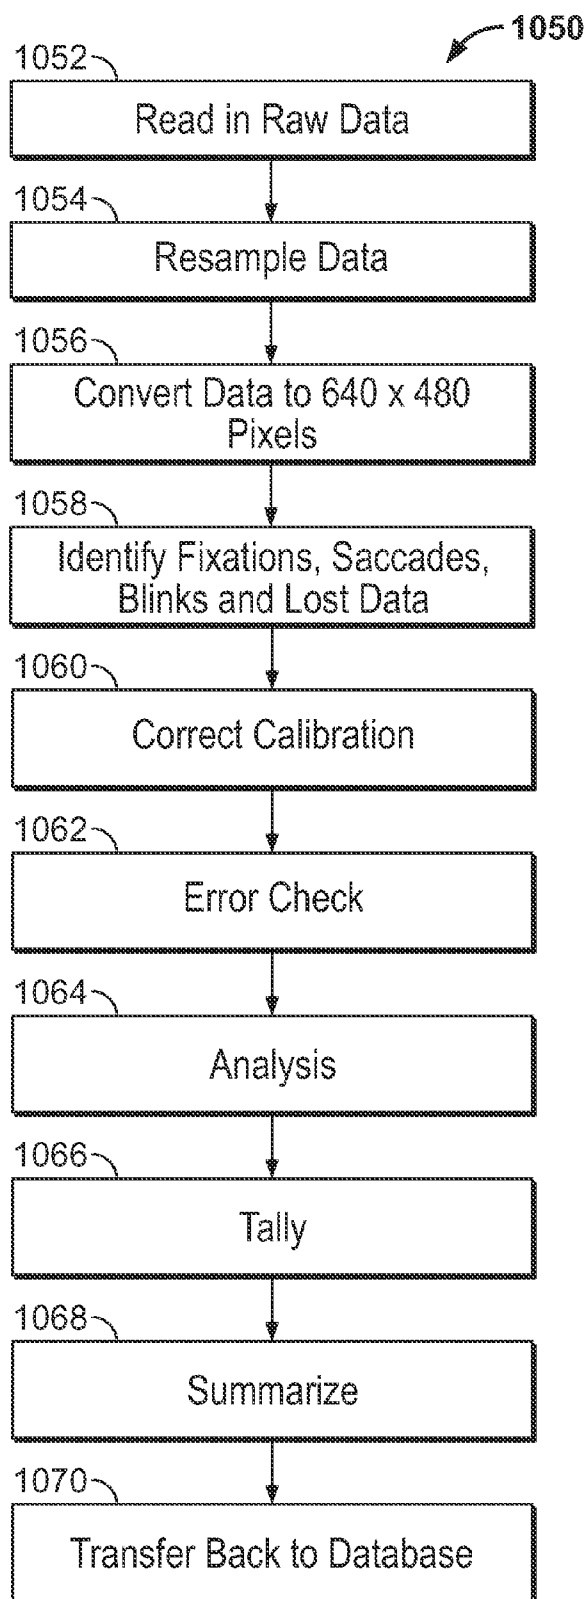 1050
1052
Read in Raw Data
1054
Resample Data
1056
Convert Data to 640 x 480
Pixels
1058
Identify Fixations, Saccades,
Blinks and Lost Data
1060
Correct Calibration
1062
Error Check
1064
Analysis
1066
Tally
1068
Summarize
1070
Transfer Back to Database